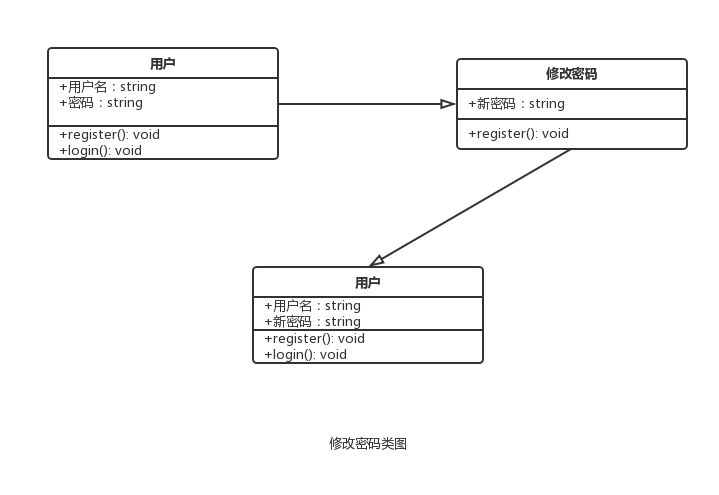 用户
+用户名：string
+密码：string
+register(): void
+login(): void
修改密码
+新密码：string
+register(): void
用户
+用户名：string
+新密码：string
+register(): void
+login(): void
修改密码类图